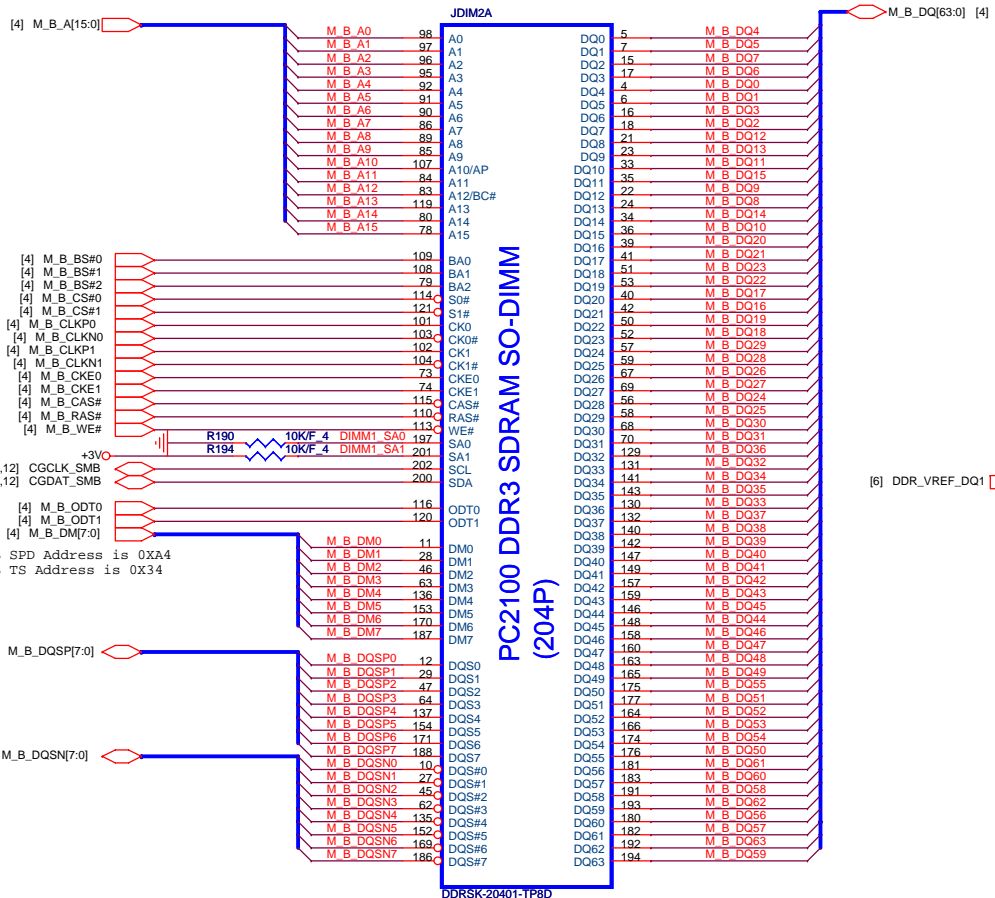 JDIM2A
[4] M_B_A[15:0]
M_B_A0 98 A0
M_B_A1 97 A1
M_B_A2 96 A2
M_B_A3 95 A3
M_B_A4 92 A4
M_B_A5 91 A5
M_B_A6 90 A6
M_B_A7 86 A7
M_B_A8 89 A8
M_B_A9 85 A9
M_B_A10 107 A10/AP
M_B_A11 84 A11
M_B_A12 83 A12/BC#
M_B_A13 119 A13
M_B_A14 80 A14
M_B_A15 78 A15
[4] M_B_BS#0 109 BA0
[4] M_B_BS#1 108 BA1
[4] M_B_BS#2 79 BA2
[4] M_B_CS#0 114 S0#
[4] M_B_CS#1 121 S1#
[4] M_B_CLKP0 101 CK0
[4] M_B_CLKN0 103 CK0#
[4] M_B_CLKP1 102 CK1
[4] M_B_CLKN1 104 CK1#
[4] M_B_CKE0 73 CKE0
[4] M_B_CKE1 74 CKE1
[4] M_B_CAS# 115 CAS#
[4] M_B_RAS# 110 RAS#
[4] M_B_WE# 113 WE#
R190 10K/F_4 DIMM1_SA0 197 SA0
+3V R194 10K/F_4 DIMM1_SA1 201 SA1
,12] CGCLK_SMB 202 SCL
,12] CGDAT_SMB 200 SDA
[4] M_B_ODT0 116 ODT0
[4] M_B_ODT1 120 ODT1
[4] M_B_DM[7:0]
SPD Address is 0XA4
TS Address is 0X34
M_B_DM0 11 DM0
M_B_DM1 28 DM1
M_B_DM2 46 DM2
M_B_DM3 63 DM3
M_B_DM4 136 DM4
M_B_DM5 153 DM5
M_B_DM6 170 DM6
M_B_DM7 187 DM7
M_B_DQSP[7:0]
M_B_DQSP0 12 DQS0
M_B_DQSP1 29 DQS1
M_B_DQSP2 47 DQS2
M_B_DQSP3 64 DQS3
M_B_DQSP4 137 DQS4
M_B_DQSP5 154 DQS5
M_B_DQSP6 171 DQS6
M_B_DQSP7 188 DQS7
M_B_DQSN[7:0]
M_B_DQSN0 10 DQS#0
M_B_DQSN1 27 DQS#1
M_B_DQSN2 45 DQS#2
M_B_DQSN3 62 DQS#3
M_B_DQSN4 135 DQS#4
M_B_DQSN5 152 DQS#5
M_B_DQSN6 169 DQS#6
M_B_DQSN7 186 DQS#7
PC2100 DDR3 SDRAM SO-DIMM
(204P)
M_B_DQ[63:0] [4]
DQ0 5 M_B_DQ4
DQ1 7 M_B_DQ5
DQ2 15 M_B_DQ7
DQ3 17 M_B_DQ6
DQ4 4 M_B_DQ0
DQ5 6 M_B_DQ1
DQ6 16 M_B_DQ3
DQ7 18 M_B_DQ2
DQ8 21 M_B_DQ12
DQ9 23 M_B_DQ13
DQ10 33 M_B_DQ11
DQ11 35 M_B_DQ15
DQ12 22 M_B_DQ9
DQ13 24 M_B_DQ8
DQ14 34 M_B_DQ14
DQ15 36 M_B_DQ10
DQ16 39 M_B_DQ20
DQ17 41 M_B_DQ21
DQ18 51 M_B_DQ23
DQ19 53 M_B_DQ22
DQ20 40 M_B_DQ17
DQ21 42 M_B_DQ16
DQ22 50 M_B_DQ19
DQ23 52 M_B_DQ18
DQ24 57 M_B_DQ29
DQ25 59 M_B_DQ28
DQ26 67 M_B_DQ26
DQ27 69 M_B_DQ27
DQ28 56 M_B_DQ24
DQ29 58 M_B_DQ25
DQ30 68 M_B_DQ30
DQ31 70 M_B_DQ31
DQ32 129 M_B_DQ36
DQ33 131 M_B_DQ32
DQ34 141 M_B_DQ34
DQ35 143 M_B_DQ35
DQ36 130 M_B_DQ33
DQ37 132 M_B_DQ37
DQ38 140 M_B_DQ38
DQ39 142 M_B_DQ39
DQ40 147 M_B_DQ40
DQ41 149 M_B_DQ41
DQ42 157 M_B_DQ42
DQ43 159 M_B_DQ43
DQ44 146 M_B_DQ45
DQ45 148 M_B_DQ44
DQ46 158 M_B_DQ46
DQ47 160 M_B_DQ47
DQ48 163 M_B_DQ48
DQ49 165 M_B_DQ49
DQ50 175 M_B_DQ55
DQ51 177 M_B_DQ51
DQ52 164 M_B_DQ52
DQ53 166 M_B_DQ53
DQ54 174 M_B_DQ54
DQ55 176 M_B_DQ50
DQ56 181 M_B_DQ61
DQ57 183 M_B_DQ60
DQ58 191 M_B_DQ58
DQ59 193 M_B_DQ62
DQ60 180 M_B_DQ56
DQ61 182 M_B_DQ57
DQ62 192 M_B_DQ63
DQ63 194 M_B_DQ59
[6] DDR_VREF_DQ1
DDRSK-20401-TP8D